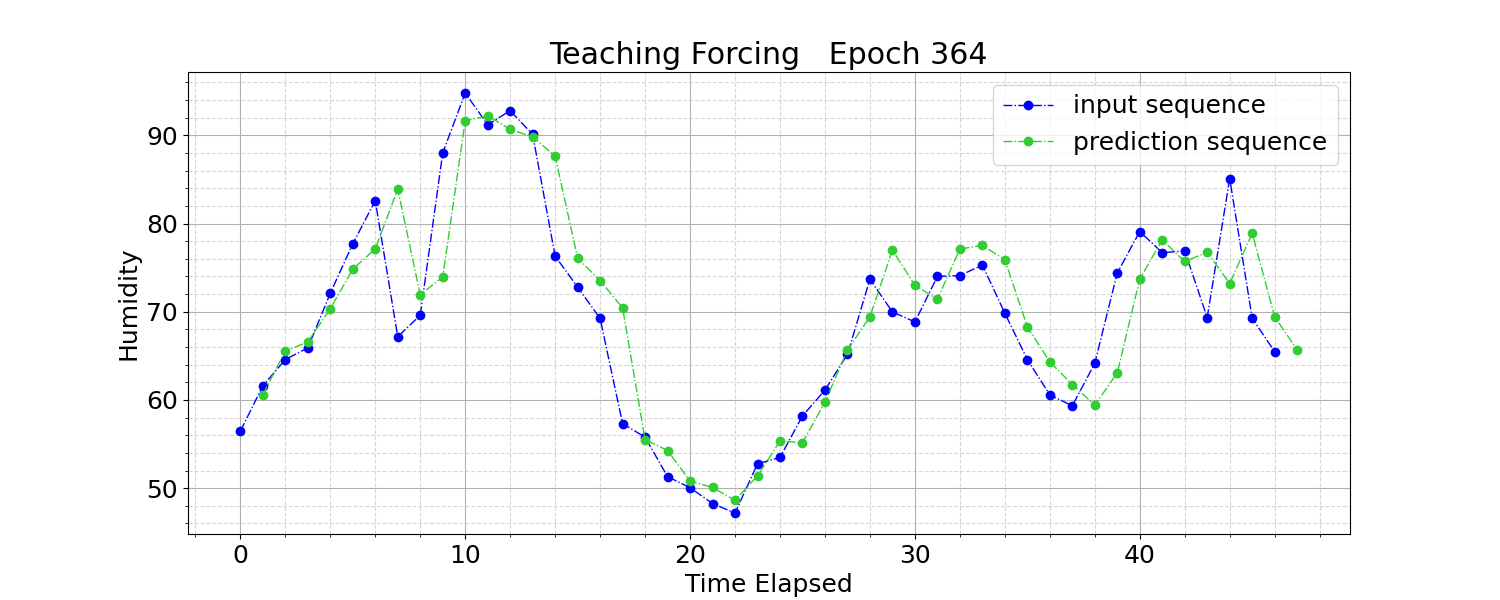 Teaching Forcing   Epoch 364
input sequence
prediction sequence
Humidity
90
80
70
60
50
0 10 20 30 40
Time Elapsed